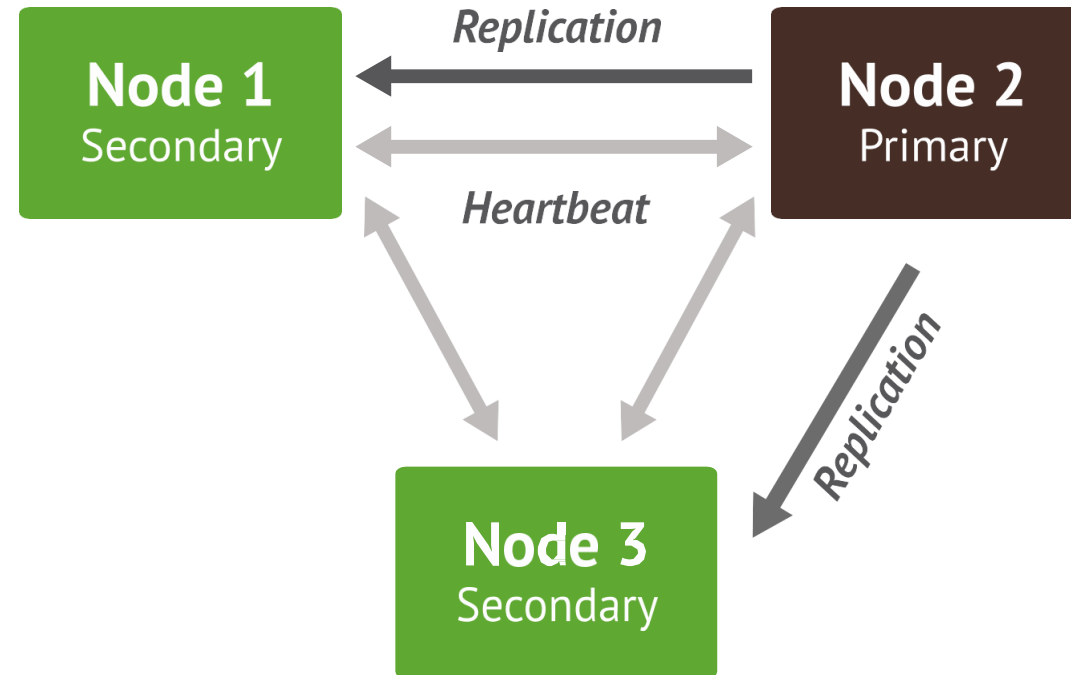 Replication
Node 1
Secondary
Node 2
Primary
Heartbeat
Replication
Node 3
Secondary